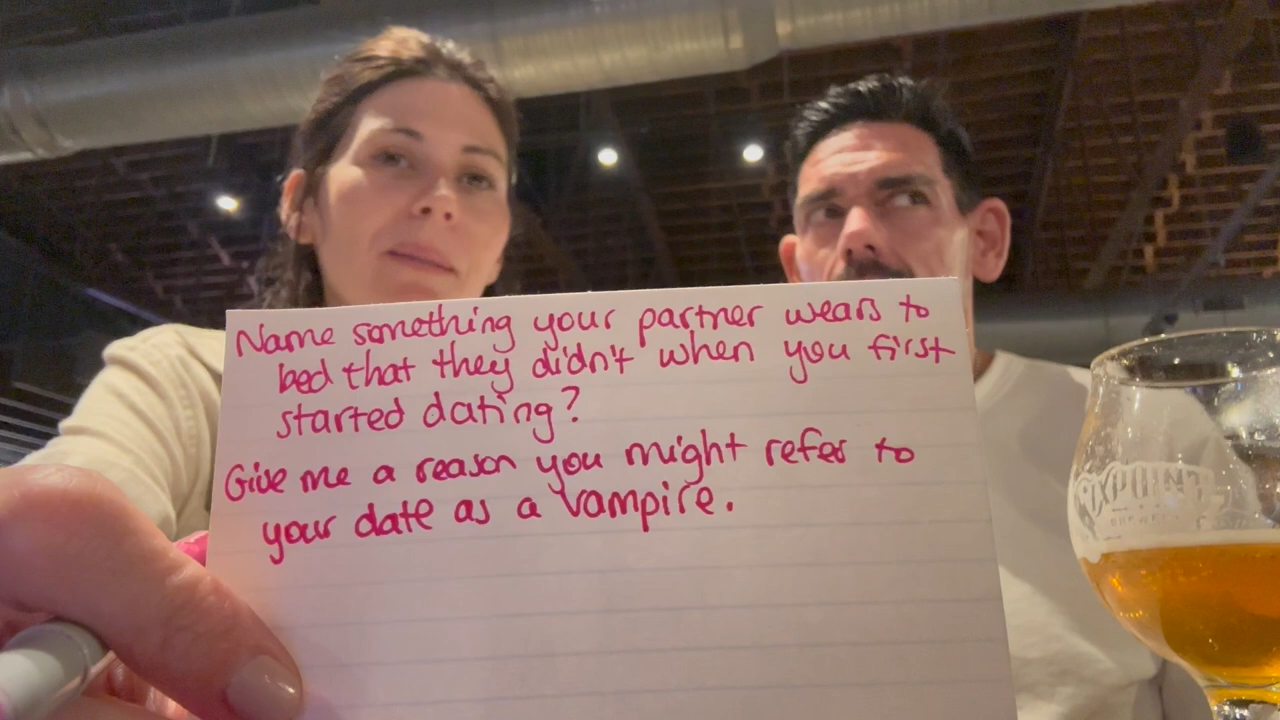 Name something your partner wears to
bed that they didn't when you first
started dating?
Give me a reason you might refer to
your date as a vampire.